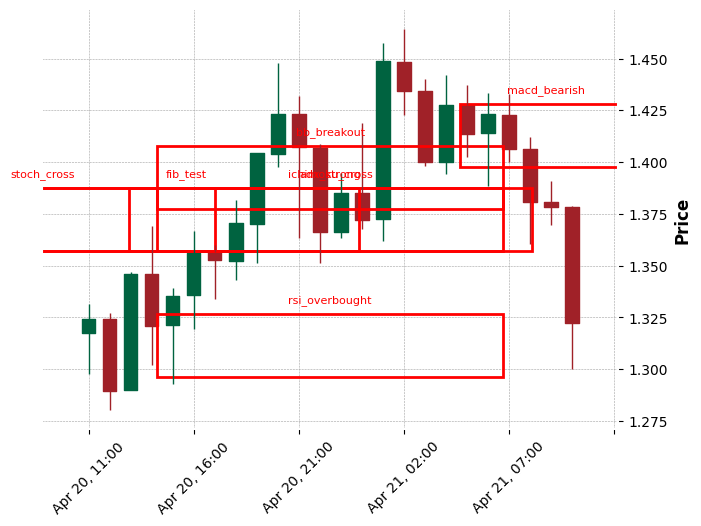 1.450
1.425
1.400
1.375
1.350
1.325
1.300
1.275
Price
macd_bearish
stoch_cross
fib_test
rsi_overbought
Apr 20, 11:00
Apr 20, 16:00
Apr 20, 21:00
Apr 21, 02:00
Apr 21, 07:00